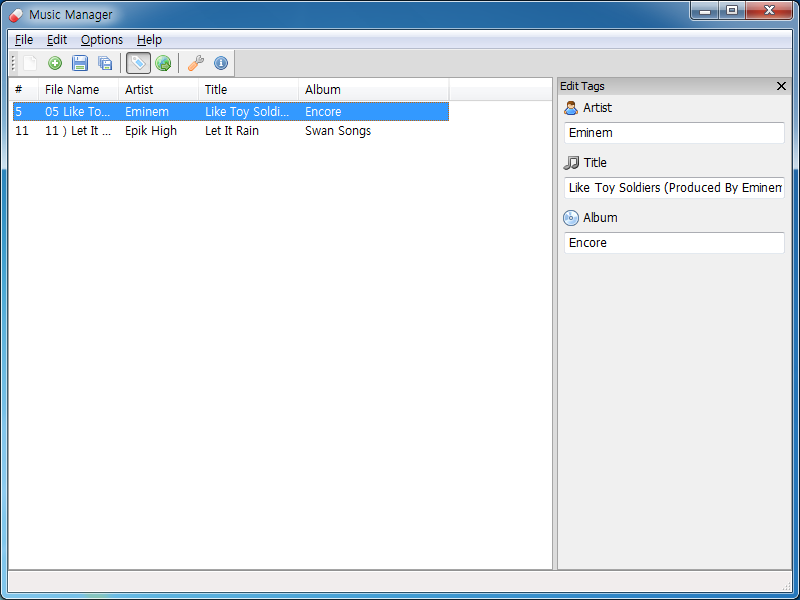 Music Manager
File Edit Options Help
# File Name Artist Title Album
5 05 Like To... Eminem Like Toy Soldi... Encore
11 11 ) Let It ... Epik High Let It Rain Swan Songs
Edit Tags
Artist
Eminem
Title
Like Toy Soldiers (Produced By Eminem
Album
Encore